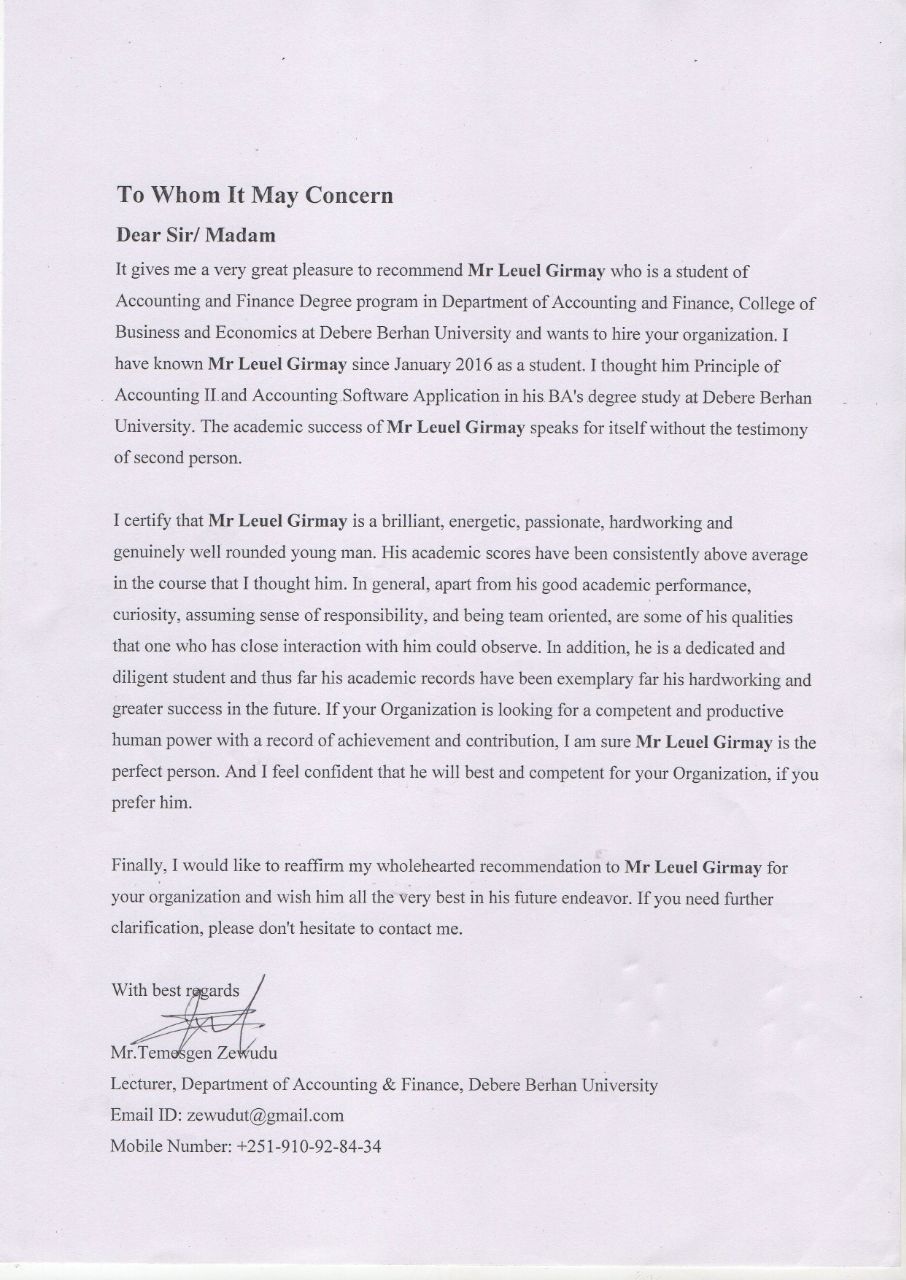 To Whom It May Concern
Dear Sir/ Madam
It gives me a very great pleasure to recommend Mr Leuel Girmay who is a student of
Accounting and Finance Degree program in Department of Accounting and Finance, College of
Business and Economics at Debere Berhan University and wants to hire your organization. I
have known Mr Leuel Girmay since January 2016 as a student. I thought him Principle of
Accounting II and Accounting Software Application in his BA's degree study at Debere Berhan
University. The academic success of Mr Leuel Girmay speaks for itself without the testimony
of second person.
I certify that Mr Leuel Girmay is a brilliant, energetic, passionate, hardworking and
genuinely well rounded young man. His academic scores have been consistently above average
in the course that I thought him. In general, apart from his good academic performance,
curiosity, assuming sense of responsibility, and being team oriented, are some of his qualities
that one who has close interaction with him could observe. In addition, he is a dedicated and
diligent student and thus far his academic records have been exemplary far his hardworking and
greater success in the future. If your Organization is looking for a competent and productive
human power with a record of achievement and contribution, I am sure Mr Leuel Girmay is the
perfect person. And I feel confident that he will best and competent for your Organization, if you
prefer him.
Finally, I would like to reaffirm my wholehearted recommendation to Mr Leuel Girmay for
your organization and wish him all the very best in his future endeavor. If you need further
clarification, please don't hesitate to contact me.
With best regards
Mr.Temesgen Zewudu
Lecturer, Department of Accounting & Finance, Debere Berhan University
Email ID: zewudut@gmail.com
Mobile Number: +251-910-92-84-34